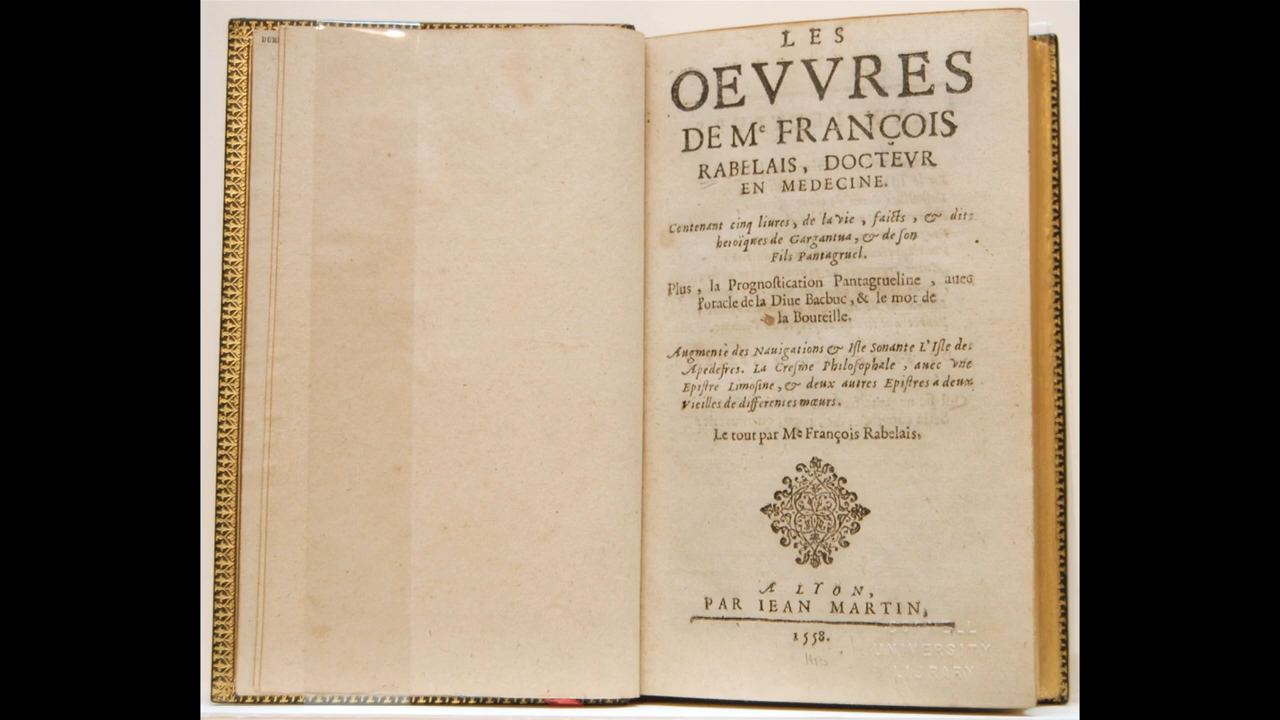 LES
OEVVRES
DE Mᵉ FRANÇOIS
RABELAIS, DOCTEVR
EN MEDECINE.
Contenant cinq liures, de la vie, faicts, & dits
heroïques de Gargantua, & de son
Fils Pantagruel.
Plus, la Prognostication Pantagrueline, auec
l'oracle de la Diue Bacbuc, & le mot de
la Bouteille.
Augmenté des Nauigations & Isle Sonante L'Isle des
Apedefres. La Cresme Philosophale, auec vne
Epistre Limosine, & deux autres Epistres a deux
Vieilles de differentes mœurs.
Le tout par Mᵉ François Rabelais.
A LYON,
PAR IEAN MARTIN,
1558.
CORNELL
UNIVERSITY
LIBRARY